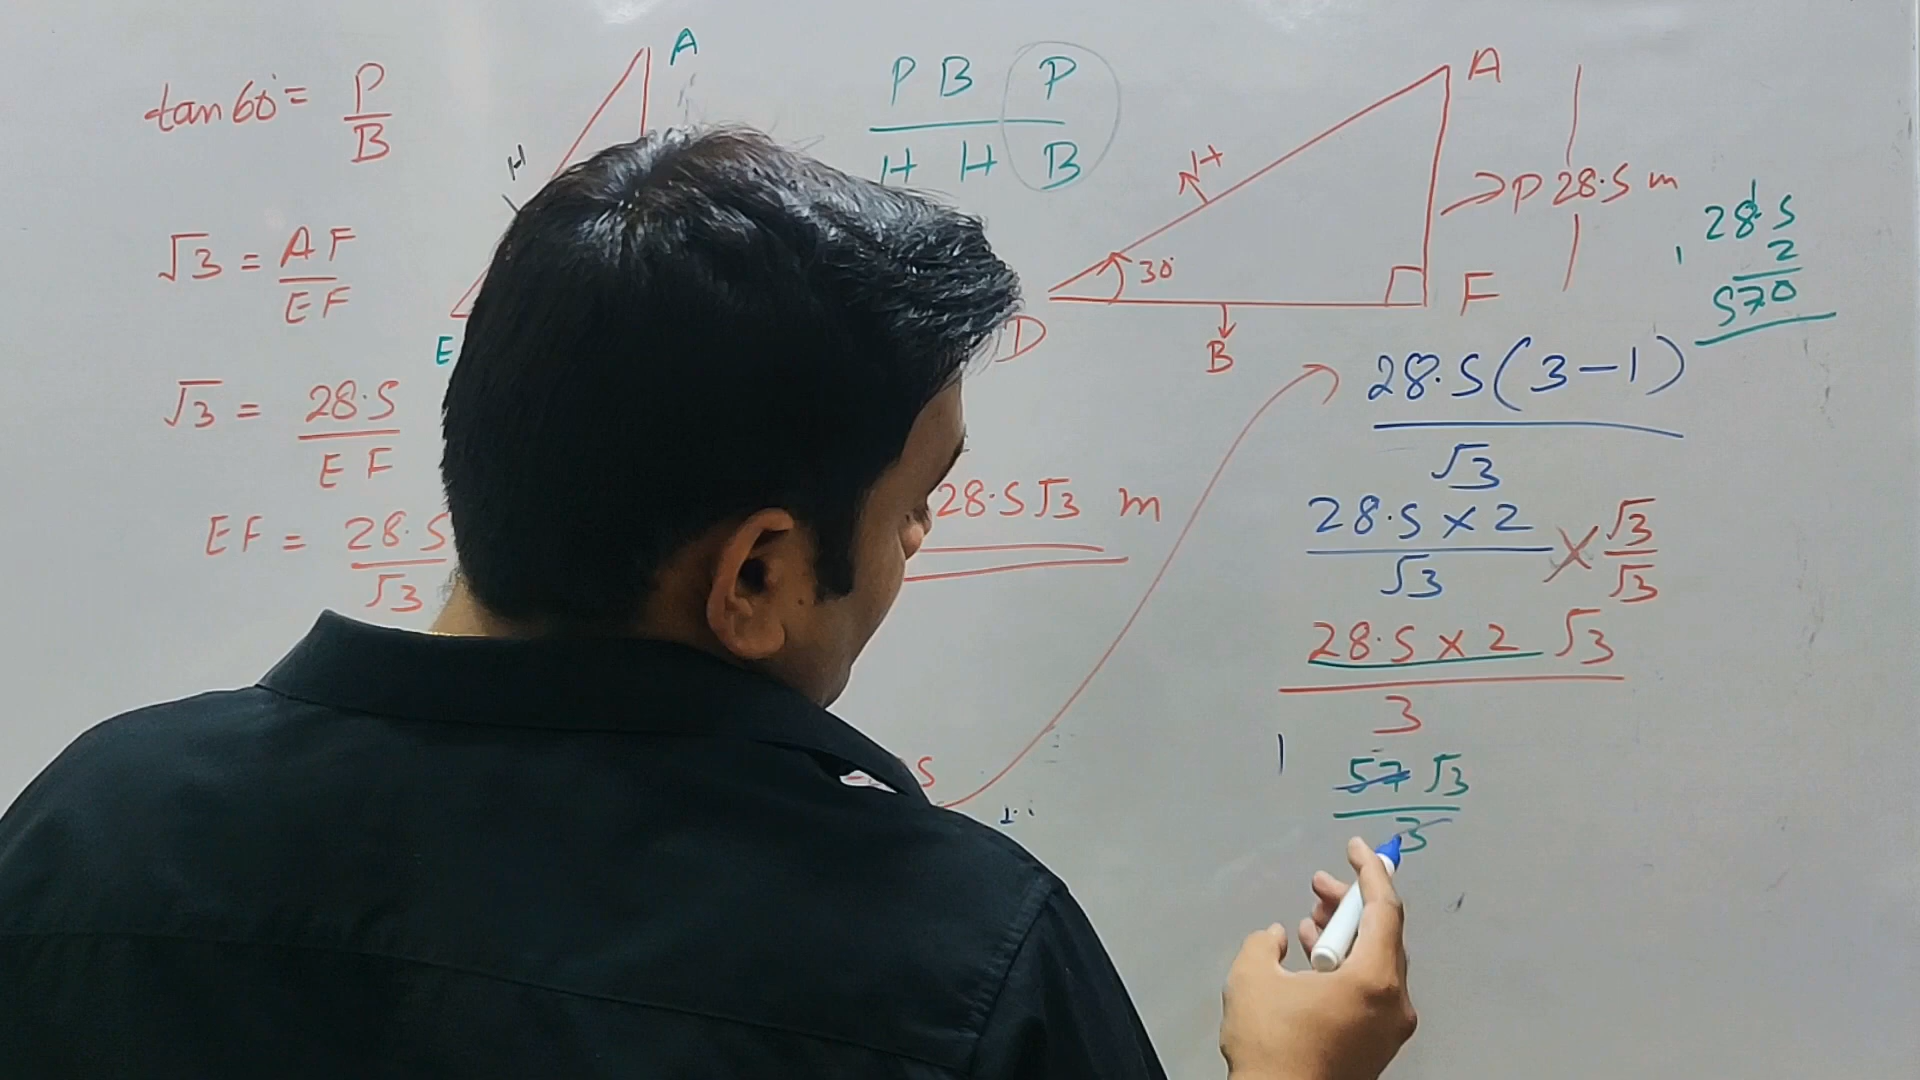 tan60° = P/B
√3 = AF/EF
√3 = 28.5/EF
EF = 28.5/√3
A
H
E
P B P
H H B
A
H
P 28.5 m
30°
F
D
B
28.5
2
57.0
28.5√3 m
28.5(3-1)
√3
28.5 × 2 × √3
√3 √3
28.5 × 2 √3
3
57 √3
3